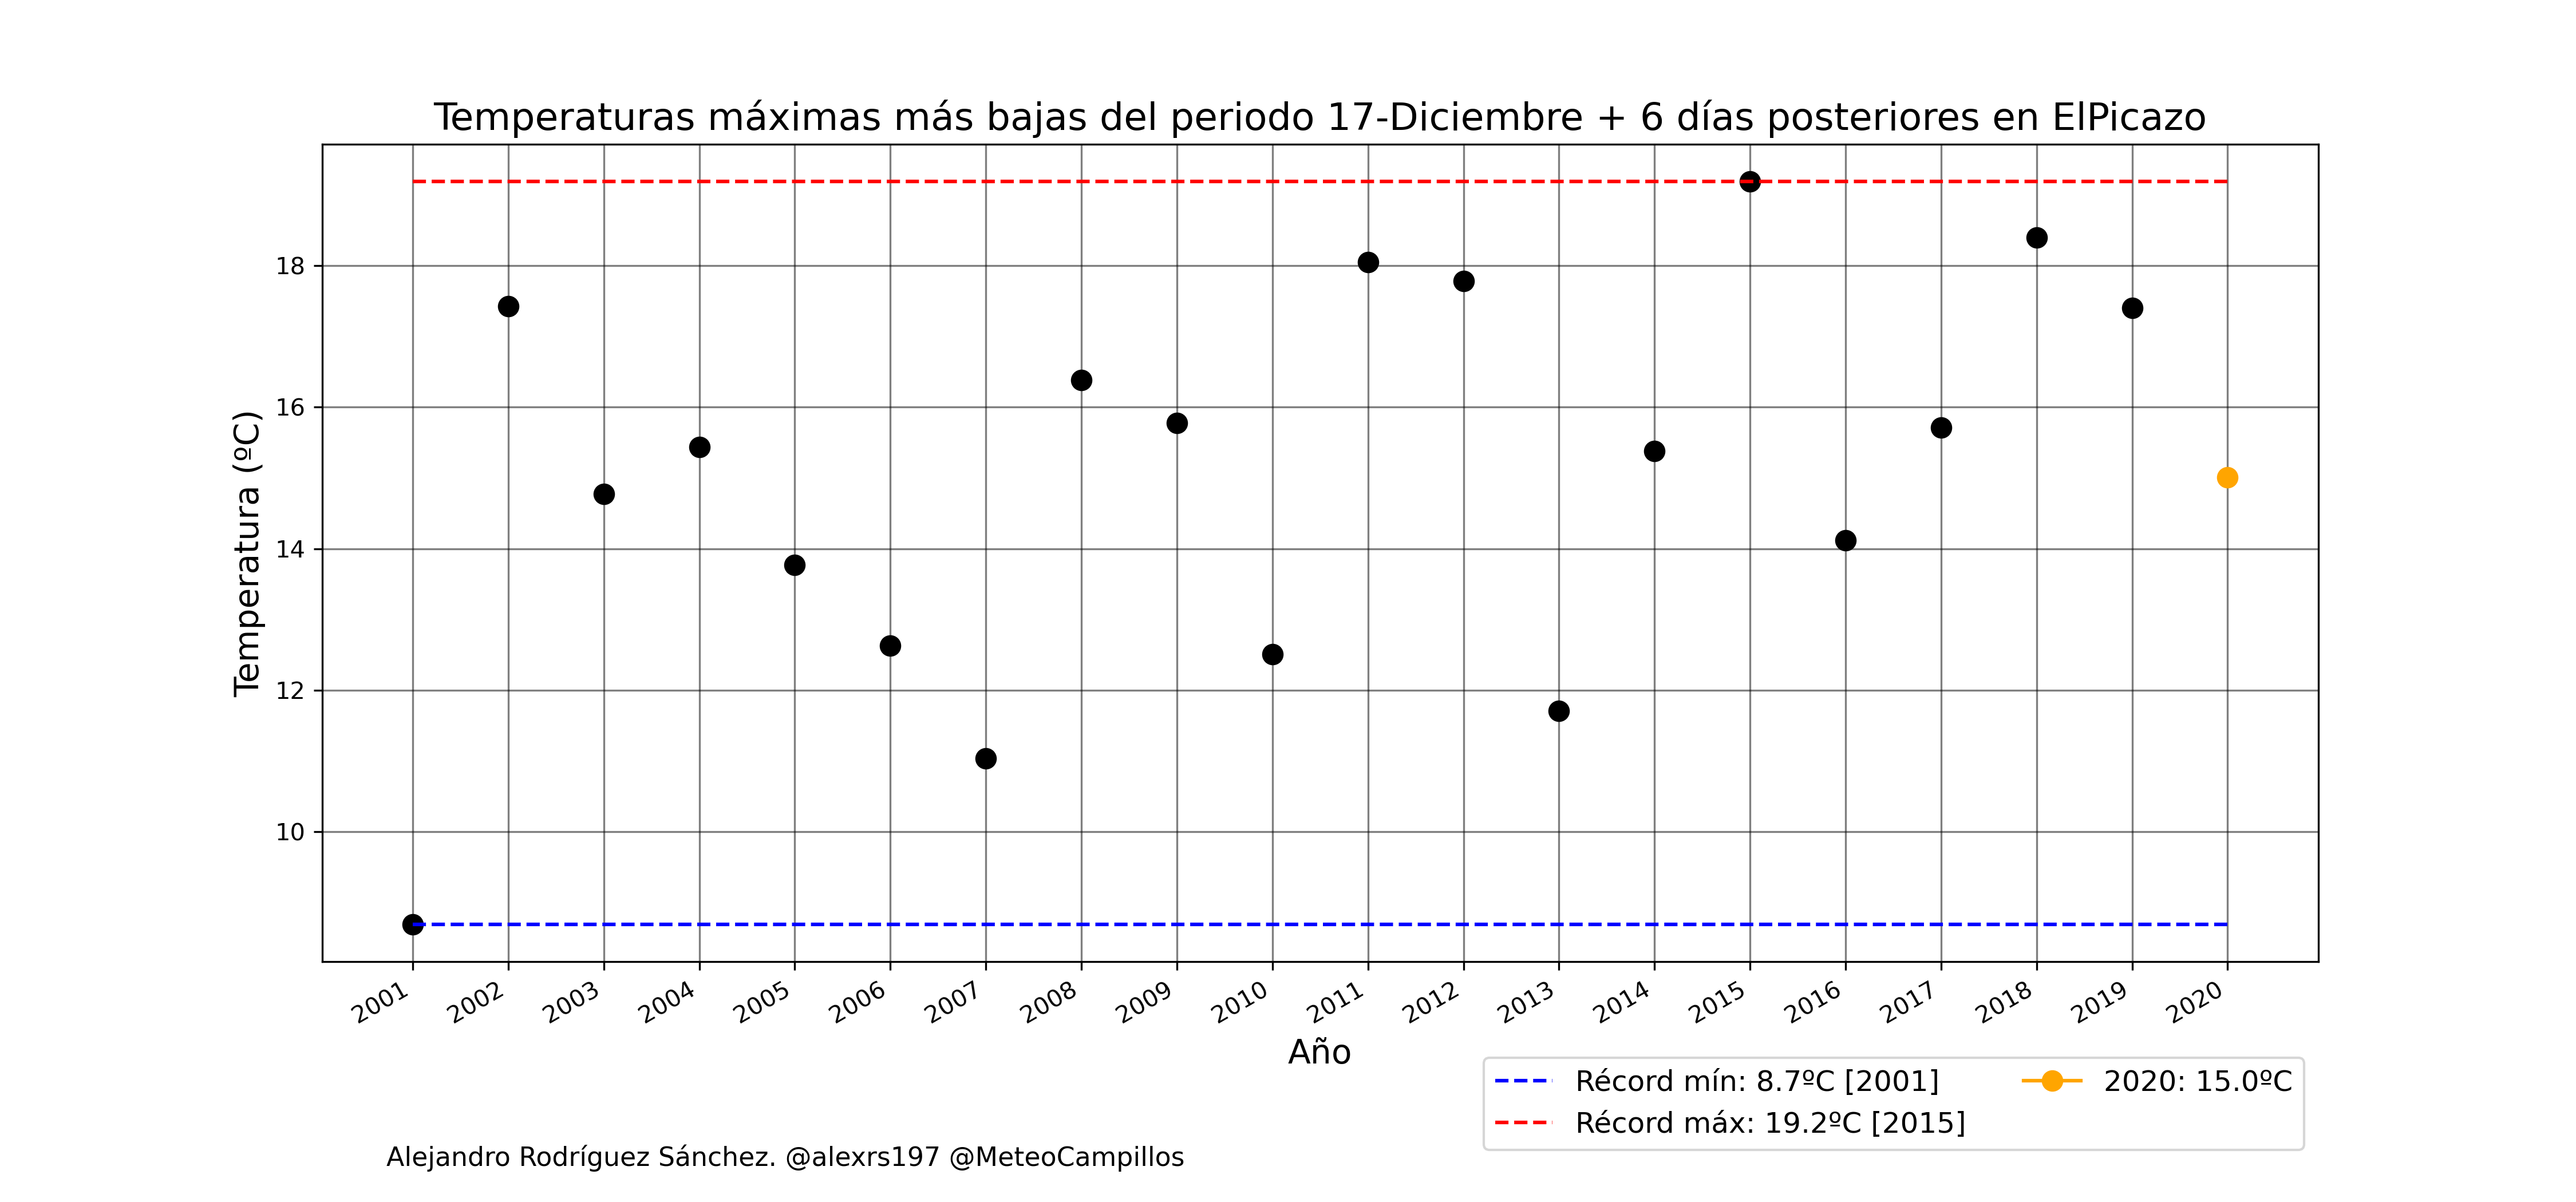 Temperaturas máximas más bajas del periodo 17-Diciembre + 6 días posteriores en ElPicazo
Temperatura (ºC)
18
16
14
12
10
2001 2002 2003 2004 2005 2006 2007 2008 2009 2010 2011 2012 2013 2014 2015 2016 2017 2018 2019 2020
Año
Récord mín: 8.7ºC [2001]
Récord máx: 19.2ºC [2015]
2020: 15.0ºC
Alejandro Rodríguez Sánchez. @alexrs197 @MeteoCampillos